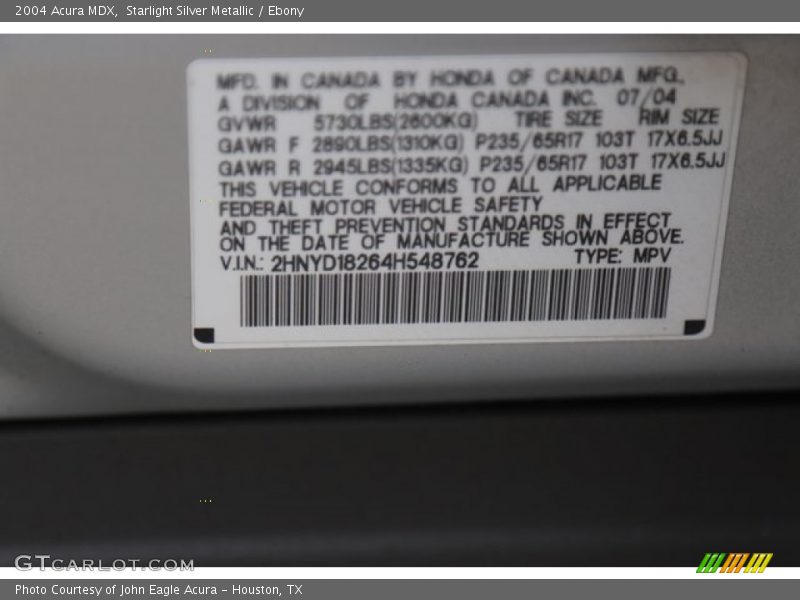 2004 Acura MDX, Starlight Silver Metallic / Ebony
MFD. IN CANADA BY HONDA OF CANADA MFG.,
A DIVISION OF HONDA CANADA INC. 07/04
GVWR 5730LBS(2600KG) TIRE SIZE RIM SIZE
GAWR F 2890LBS(1310KG) P235/65R17 103T 17X6.5JJ
GAWR R 2945LBS(1335KG) P235/65R17 103T 17X6.5JJ
THIS VEHICLE CONFORMS TO ALL APPLICABLE
FEDERAL MOTOR VEHICLE SAFETY
AND THEFT PREVENTION STANDARDS IN EFFECT
ON THE DATE OF MANUFACTURE SHOWN ABOVE.
V.I.N.: 2HNYD18264H548762 TYPE: MPV
GTCARLOT.COM
Photo Courtesy of John Eagle Acura - Houston, TX